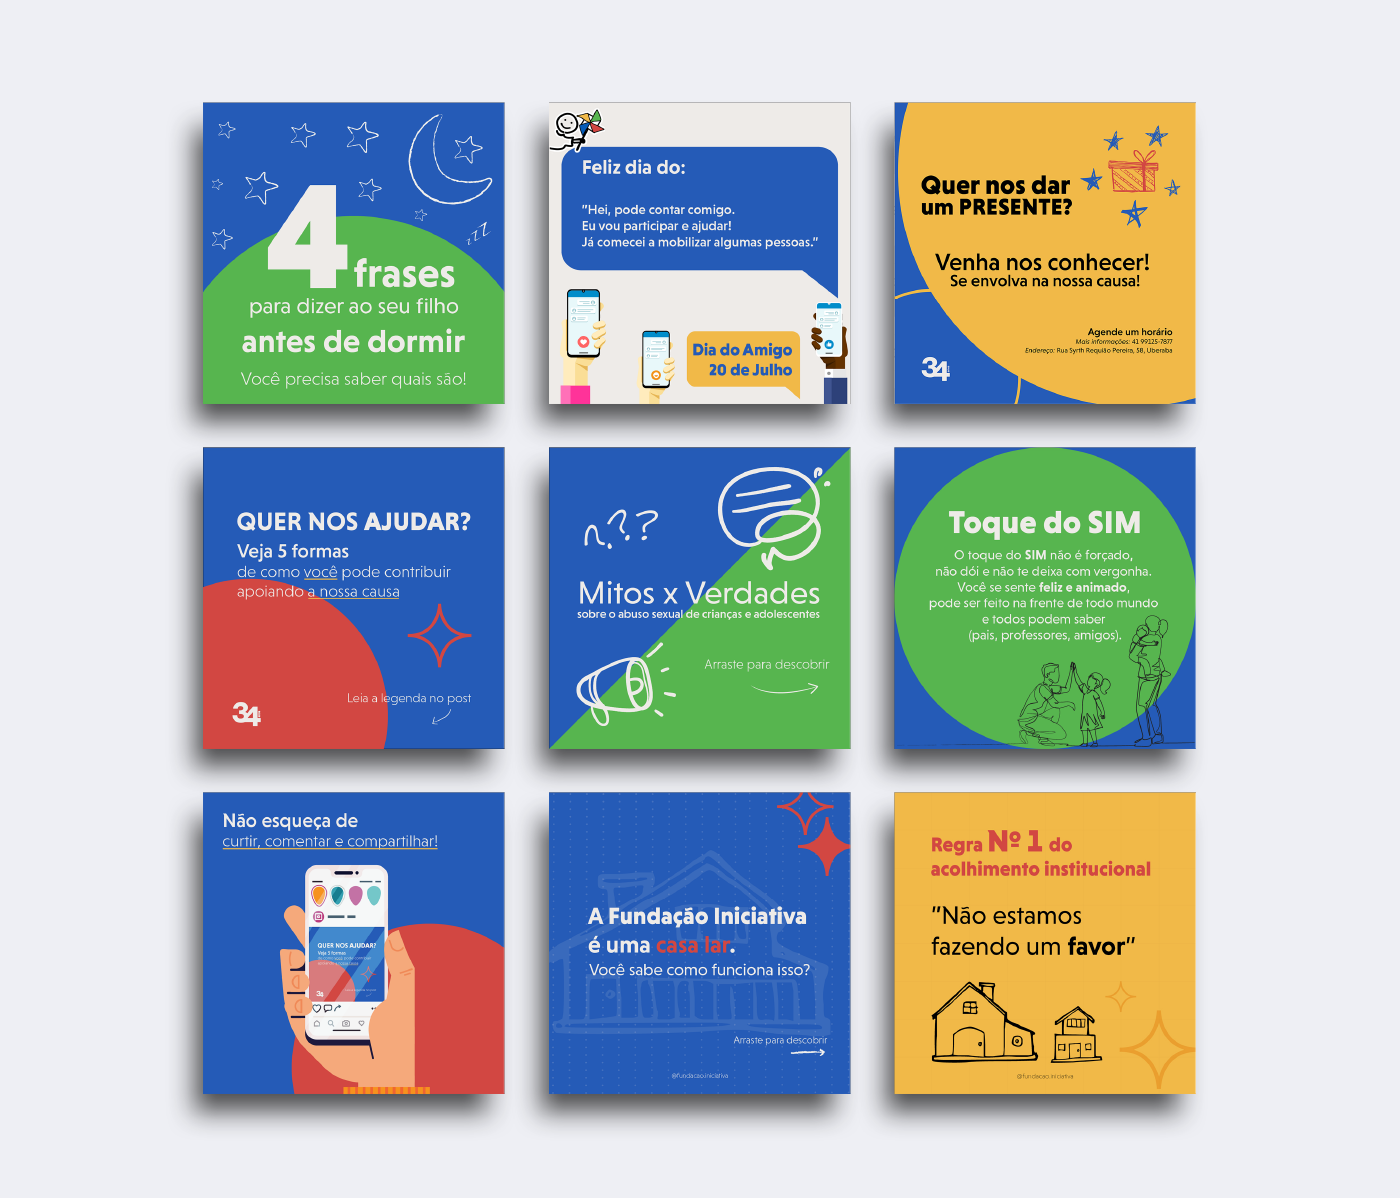 zzZ
4 frases
para dizer ao seu filho
antes de dormir
Você precisa saber quais são!
Feliz dia do:
"Hei, pode contar comigo.
Eu vou participar e ajudar!
Já comecei a mobilizar algumas pessoas."
Dia do Amigo
20 de Julho
Quer nos dar
um PRESENTE?
Venha nos conhecer!
Se envolva na nossa causa!
Agende um horário
Mais informações: 41 99125-7877
Endereço: Rua Syrth Requião Pereira, 58, Uberaba
34
QUER NOS AJUDAR?
Veja 5 formas
de como você pode contribuir
apoiando a nossa causa
Leia a legenda no post
34
???
Mitos x Verdades
sobre o abuso sexual de crianças e adolescentes
Arraste para descobrir
Toque do SIM
O toque do SIM não é forçado,
não dói e não te deixa com vergonha.
Você se sente feliz e animado,
pode ser feito na frente de todo mundo
e todos podem saber
(pais, professores, amigos).
Não esqueça de
curtir, comentar e compartilhar!
QUER NOS AJUDAR?
Veja 5 formas
34
A Fundação Iniciativa
é uma casa lar.
Você sabe como funciona isso?
Arraste para descobrir
@fundacao.iniciativa
Regra Nº 1 do
acolhimento institucional
"Não estamos
fazendo um favor"
@fundacao.iniciativa